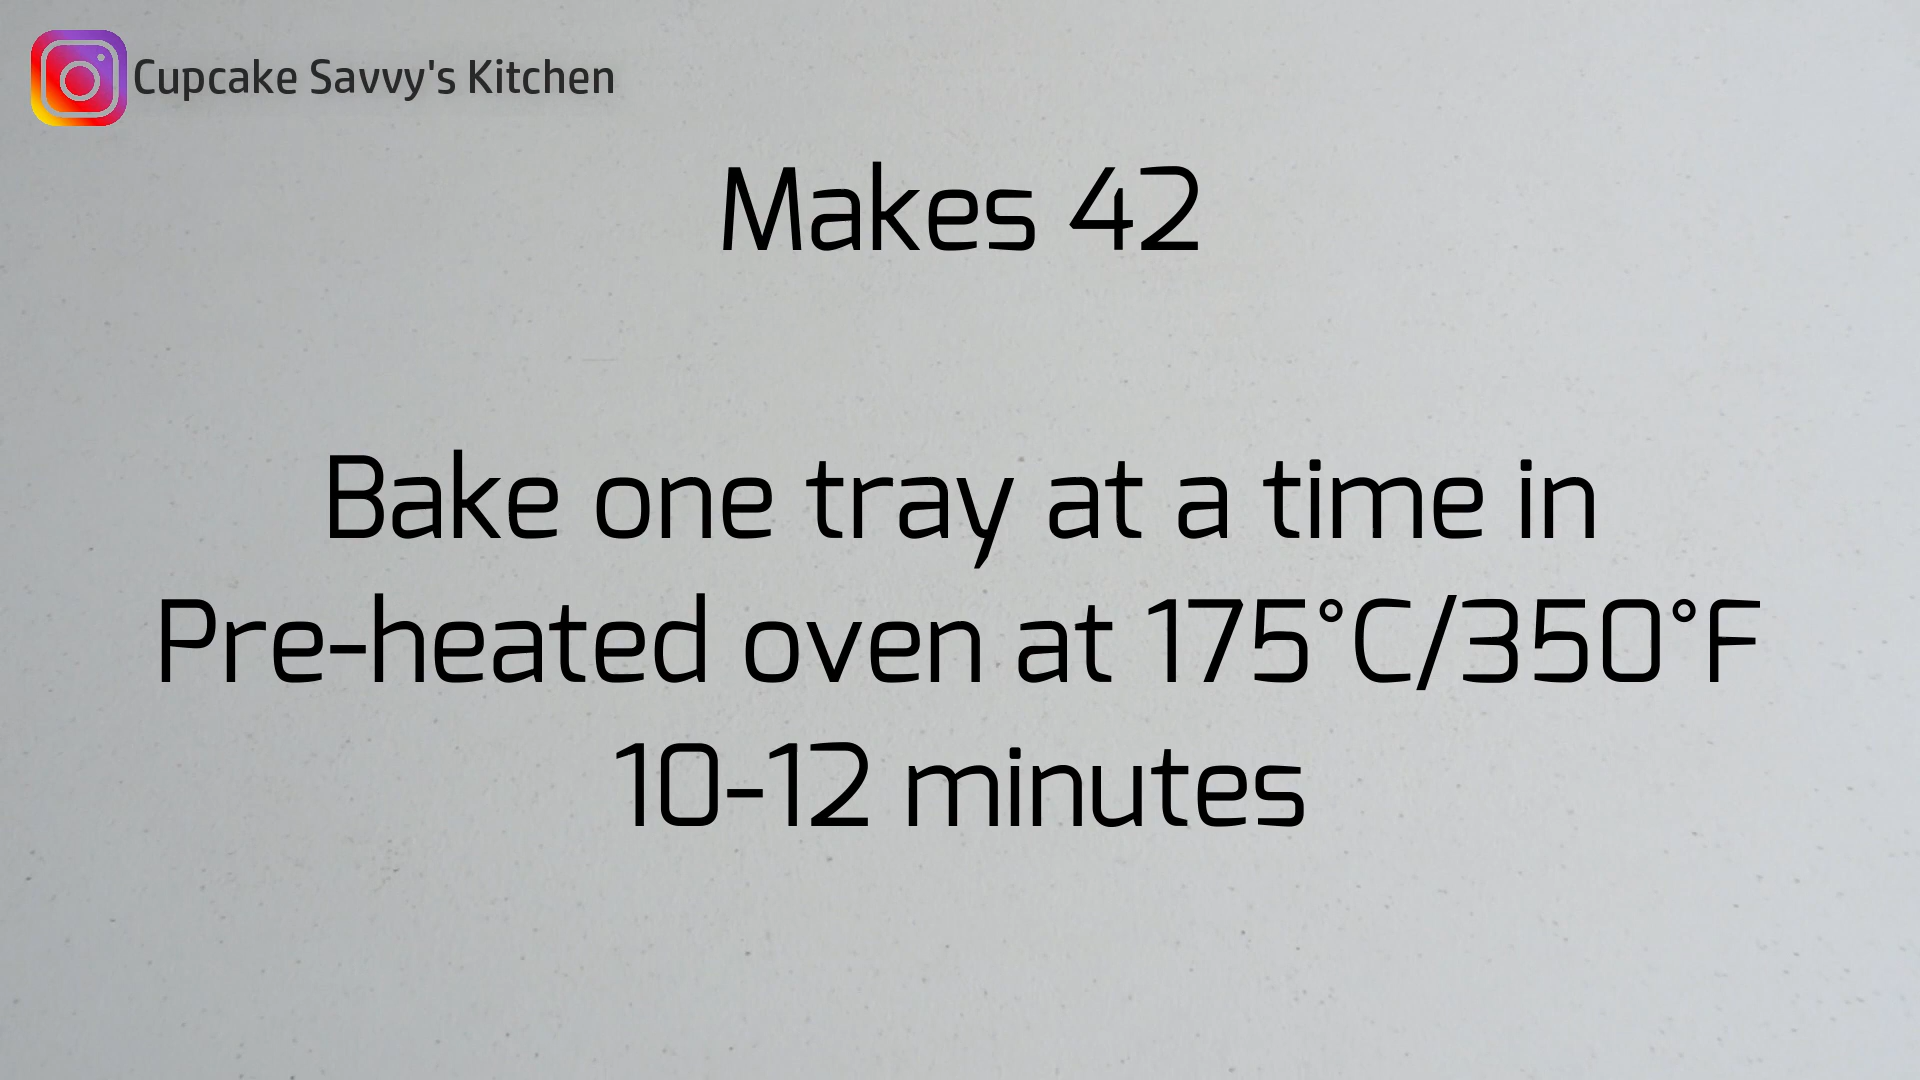 Cupcake Savvy's Kitchen
Makes 42
Bake one tray at a time in
Pre-heated oven at 175°C/350°F
10-12 minutes